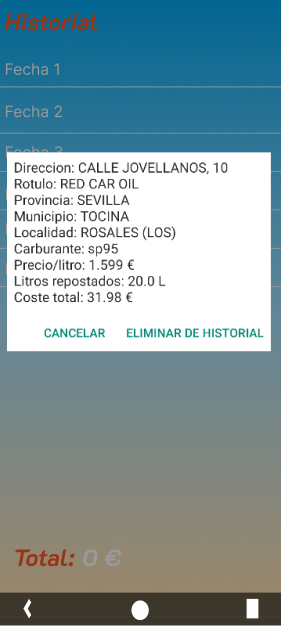 Historial
Fecha 1
Fecha 2
Fecha 3
Direccion: CALLE JOVELLANOS, 10
Rotulo: RED CAR OIL
Provincia: SEVILLA
Municipio: TOCINA
Localidad: ROSALES (LOS)
Carburante: sp95
Precio/litro: 1.599 €
Litros repostados: 20.0 L
Coste total: 31.98 €
CANCELAR ELIMINAR DE HISTORIAL
Total: 0 €